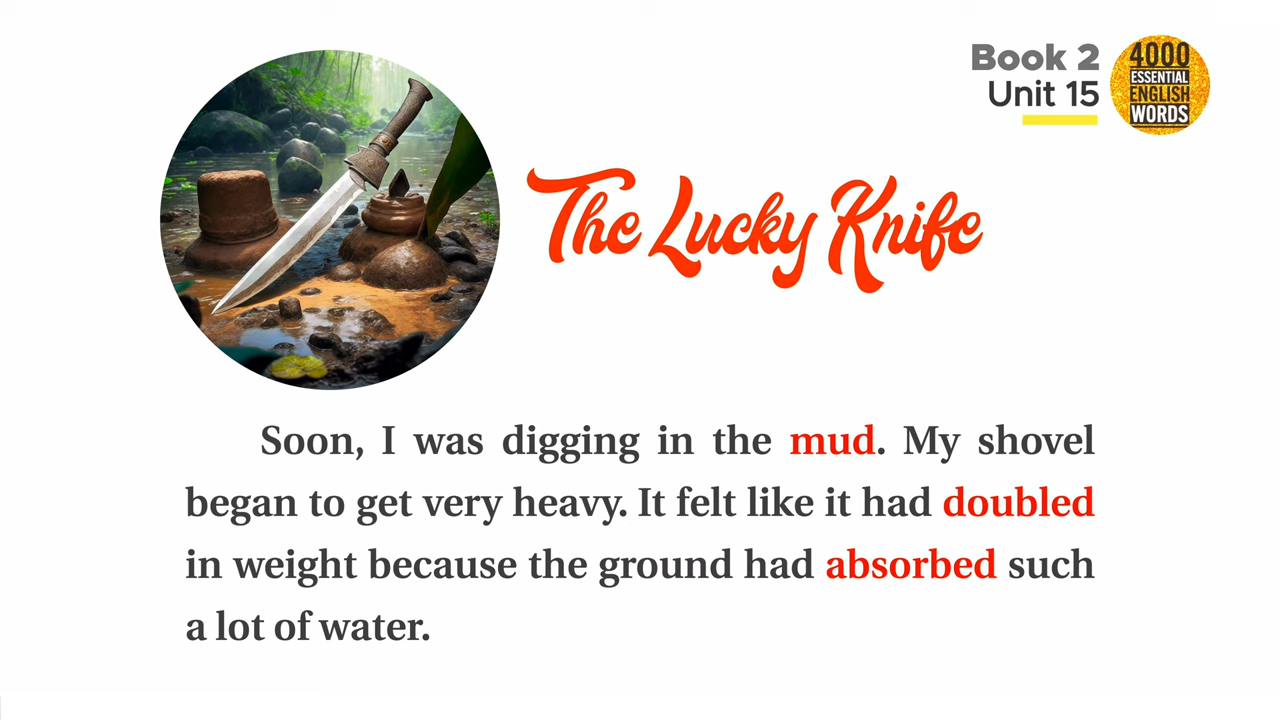 Book 2
Unit 15
4000
ESSENTIAL
ENGLISH
WORDS
The Lucky Knife
Soon, I was digging in the mud. My shovel
began to get very heavy. It felt like it had doubled
in weight because the ground had absorbed such
a lot of water.